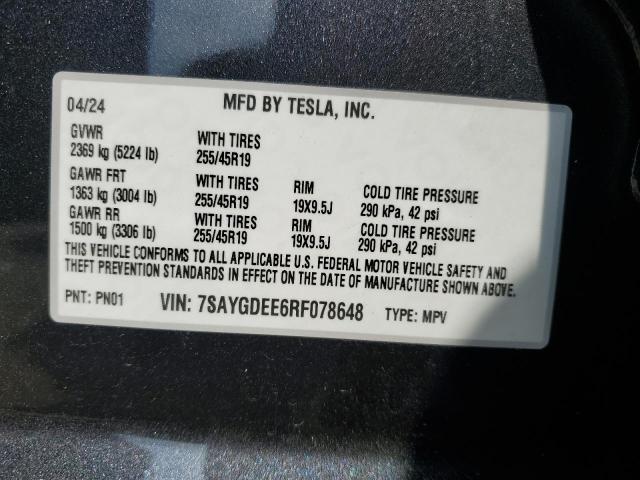 04/24 MFD BY TESLA, INC.
GVWR WITH TIRES
2369 kg (5224 lb) 255/45R19
GAWR FRT WITH TIRES RIM COLD TIRE PRESSURE
1363 kg (3004 lb) 255/45R19 19X9.5J 290 kPa, 42 psi
GAWR RR WITH TIRES RIM COLD TIRE PRESSURE
1500 kg (3306 lb) 255/45R19 19X9.5J 290 kPa, 42 psi
THIS VEHICLE CONFORMS TO ALL APPLICABLE U.S. FEDERAL MOTOR VEHICLE SAFETY AND
THEFT PREVENTION STANDARDS IN EFFECT ON THE DATE OF MANUFACTURE SHOWN ABOVE.
PNT: PN01 VIN: 7SAYGDEE6RF078648 TYPE: MPV